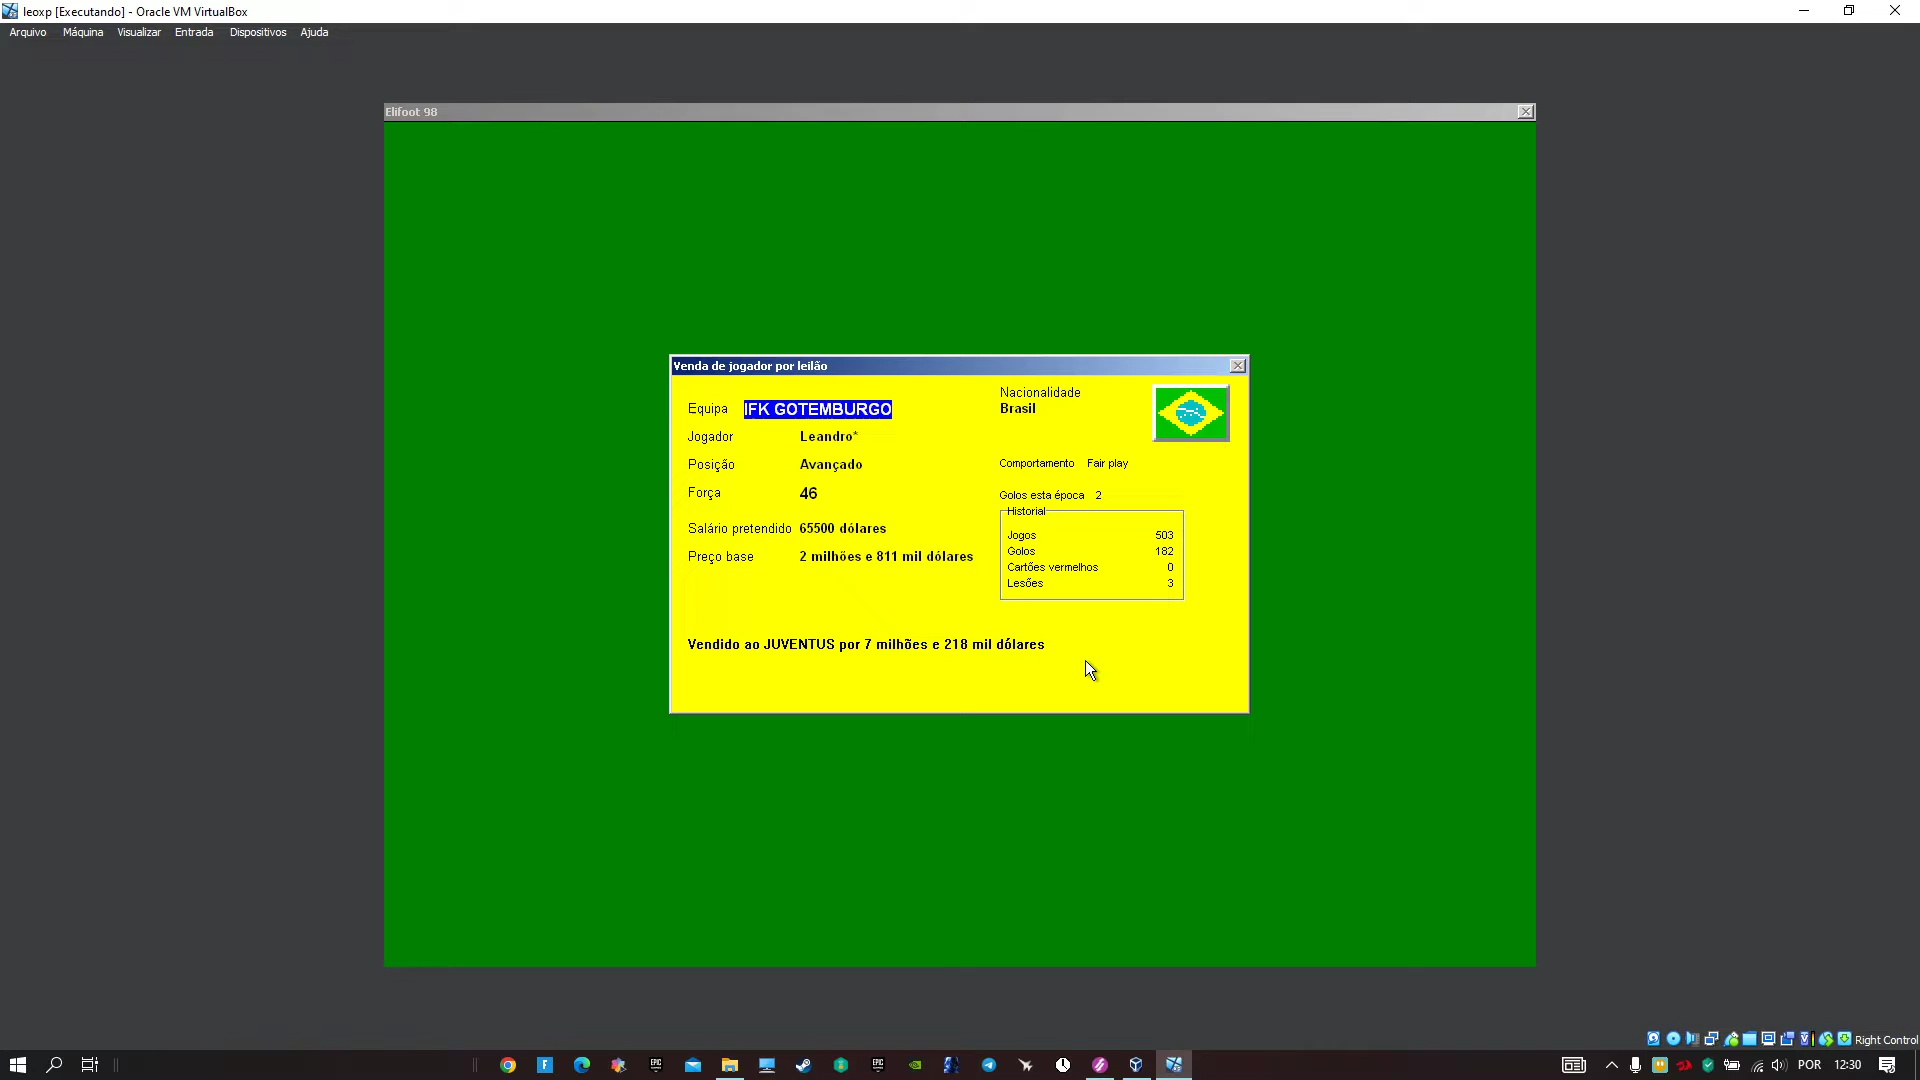 leoxp [Executando] - Oracle VM VirtualBox
Arquivo Máquina Visualizar Entrada Dispositivos Ajuda
Elifoot 98
Venda de jogador por leilão
Equipa IFK GOTEMBURGO
Nacionalidade
Brasil
Jogador Leandro*
Posição Avançado
Comportamento Fair play
Força 46
Golos esta época 2
Historial
Salário pretendido 65500 dólares
Jogos 503
Golos 182
Preço base 2 milhões e 811 mil dólares
Cartões vermelhos 0
Lesões 3
Vendido ao JUVENTUS por 7 milhões e 218 mil dólares
Right Control
EPIC
EPIC
POR 12:30